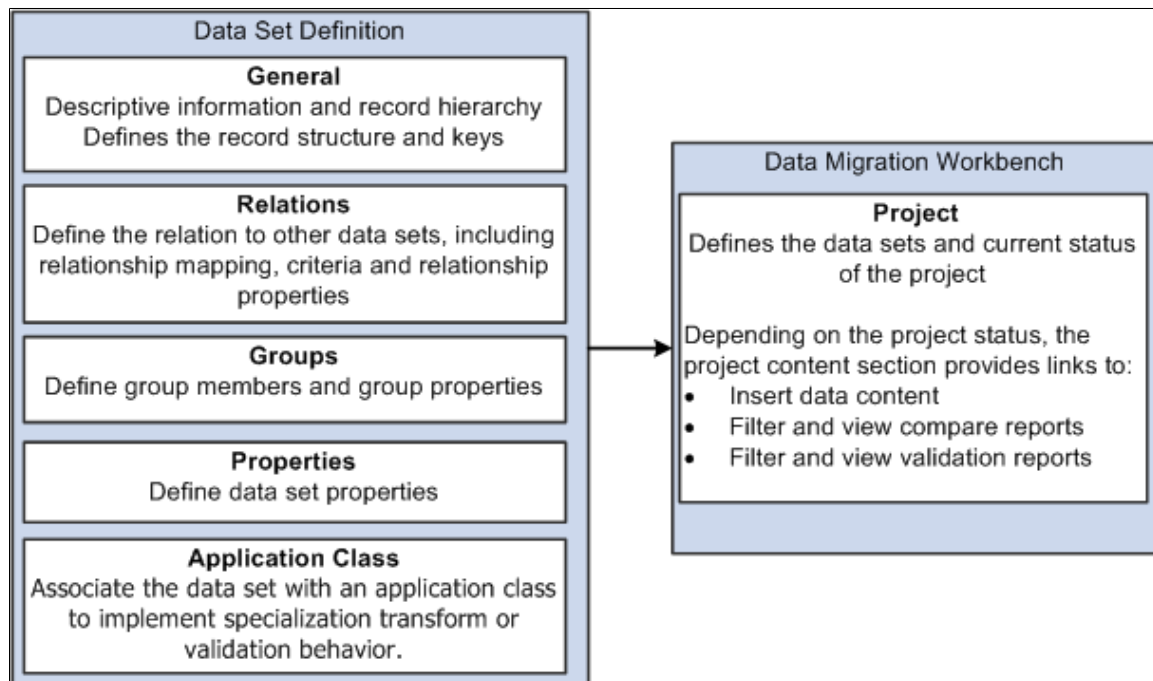 Data Set Definition
General
Descriptive information and record hierarchy
Defines the record structure and keys
Relations
Define the relation to other data sets, including
relationship mapping, criteria and relationship
properties
Groups
Define group members and group properties
Properties
Define data set properties
Application Class
Associate the data set with an application class
to implement specialization transform or
validation behavior.
Data Migration Workbench
Project
Defines the data sets and current status
of the project
Depending on the project status, the
project content section provides links to:
• Insert data content
• Filter and view compare reports
• Filter and view validation reports